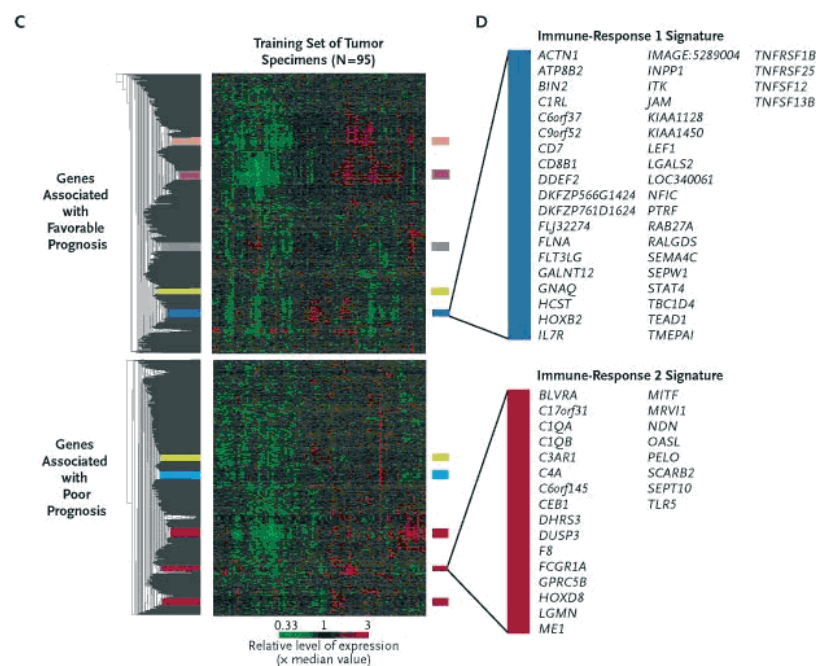 C
Training Set of Tumor
Specimens (N=95)
Genes
Associated
with
Favorable
Prognosis
Genes
Associated
with
Poor
Prognosis
0.33 1 3
Relative level of expression
(× median value)
D
Immune-Response 1 Signature
ACTN1 IMAGE:5289004 TNFRSF1B
ATP8B2 INPP1 TNFRSF25
BIN2 ITK TNFSF12
C1RL JAM TNFSF13B
C6orf37 KIAA1128
C9orf52 KIAA1450
CD7 LEF1
CD8B1 LGALS2
DDEF2 LOC340061
DKFZP566G1424 NFIC
DKFZP761D1624 PTRF
FLJ32274 RAB27A
FLNA RALGDS
FLT3LG SEMA4C
GALNT12 SEPW1
GNAQ STAT4
HCST TBC1D4
HOXB2 TEAD1
IL7R TMEPAI
Immune-Response 2 Signature
BLVRA MITF
C17orf31 MRVI1
C1QA NDN
C1QB OASL
C3AR1 PELO
C4A SCARB2
C6orf145 SEPT10
CEB1 TLR5
DHRS3
DUSP3
F8
FCGR1A
GPRC5B
HOXD8
LGMN
ME1